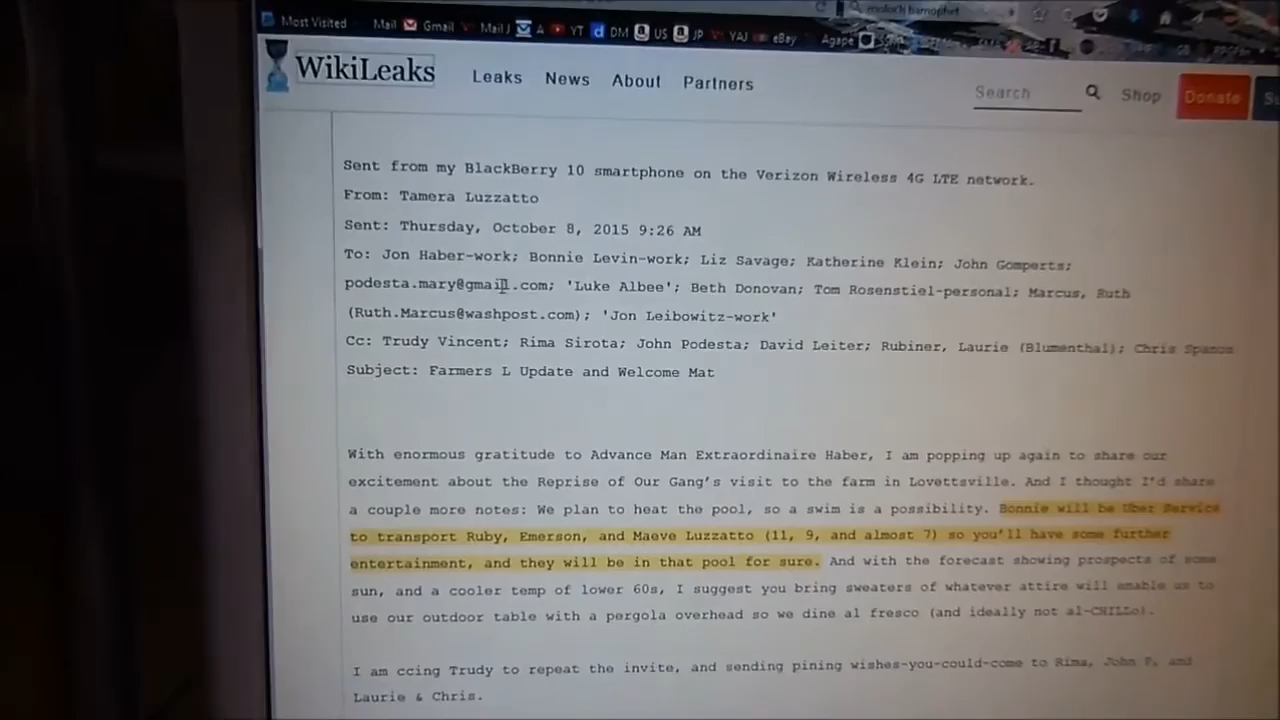 Most Visited Mail Gmail Mail J A YT DM US JP YAJ eBay Agape
moloch bamophet
WikiLeaks Leaks News About Partners Search Shop Donate
Sent from my BlackBerry 10 smartphone on the Verizon Wireless 4G LTE network.
From: Tamera Luzzatto
Sent: Thursday, October 8, 2015 9:26 AM
To: Jon Haber-work; Bonnie Levin-work; Liz Savage; Katherine Klein; John Gomperts;
podesta.mary@gmail.com; 'Luke Albee'; Beth Donovan; Tom Rosenstiel-personal; Marcus, Ruth
(Ruth.Marcus@washpost.com); 'Jon Leibowitz-work'
Cc: Trudy Vincent; Rima Sirota; John Podesta; David Leiter; Rubiner, Laurie (Blumenthal); Chris Spanos
Subject: Farmers L Update and Welcome Mat
With enormous gratitude to Advance Man Extraordinaire Haber, I am popping up again to share our
excitement about the Reprise of Our Gang's visit to the farm in Lovettsville. And I thought I'd share
a couple more notes: We plan to heat the pool, so a swim is a possibility. Bonnie will be Uber Service
to transport Ruby, Emerson, and Maeve Luzzatto (11, 9, and almost 7) so you'll have some further
entertainment, and they will be in that pool for sure. And with the forecast showing prospects of some
sun, and a cooler temp of lower 60s, I suggest you bring sweaters of whatever attire will enable us to
use our outdoor table with a pergola overhead so we dine al fresco (and ideally not al-CHILLo).
I am ccing Trudy to repeat the invite, and sending pining wishes-you-could-come to Rima, John P, and
Laurie & Chris.